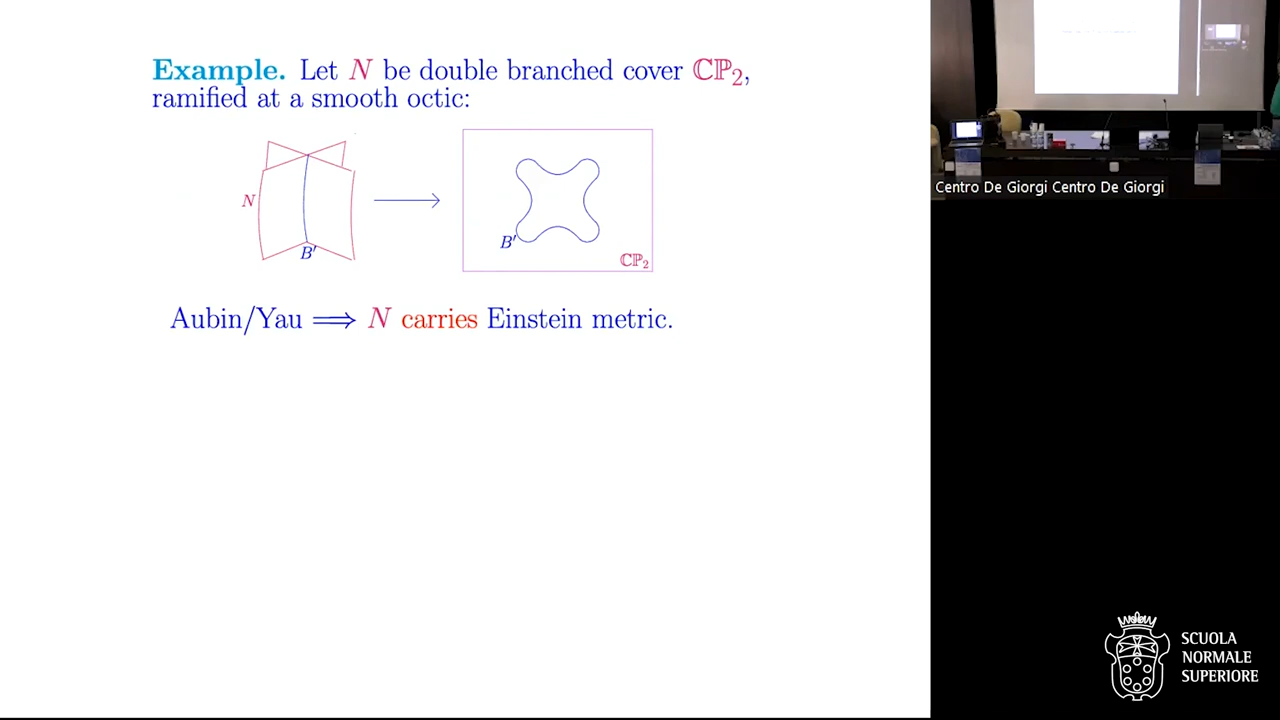 Example. Let N be double branched cover ℂℙ₂,
ramified at a smooth octic:
N
B′
B′
ℂℙ₂
Aubin/Yau ⟹ N carries Einstein metric.
Centro De Giorgi Centro De Giorgi
SCUOLA
NORMALE
SUPERIORE